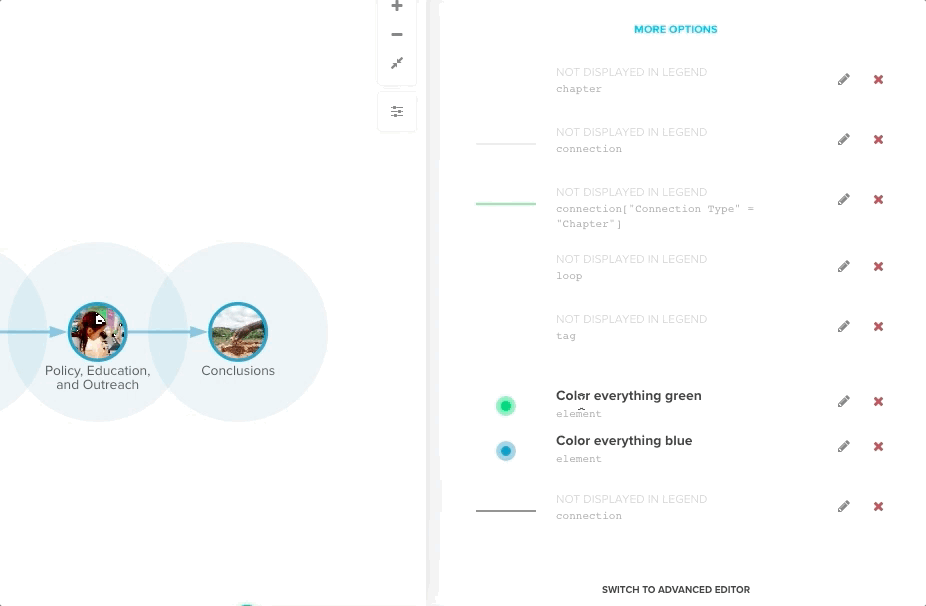 MORE OPTIONS
NOT DISPLAYED IN LEGEND
chapter
NOT DISPLAYED IN LEGEND
connection
NOT DISPLAYED IN LEGEND
connection["Connection Type" =
"Chapter"]
NOT DISPLAYED IN LEGEND
loop
NOT DISPLAYED IN LEGEND
tag
Color everything green
element
Color everything blue
element
NOT DISPLAYED IN LEGEND
connection
SWITCH TO ADVANCED EDITOR
Policy, Education,
and Outreach
Conclusions